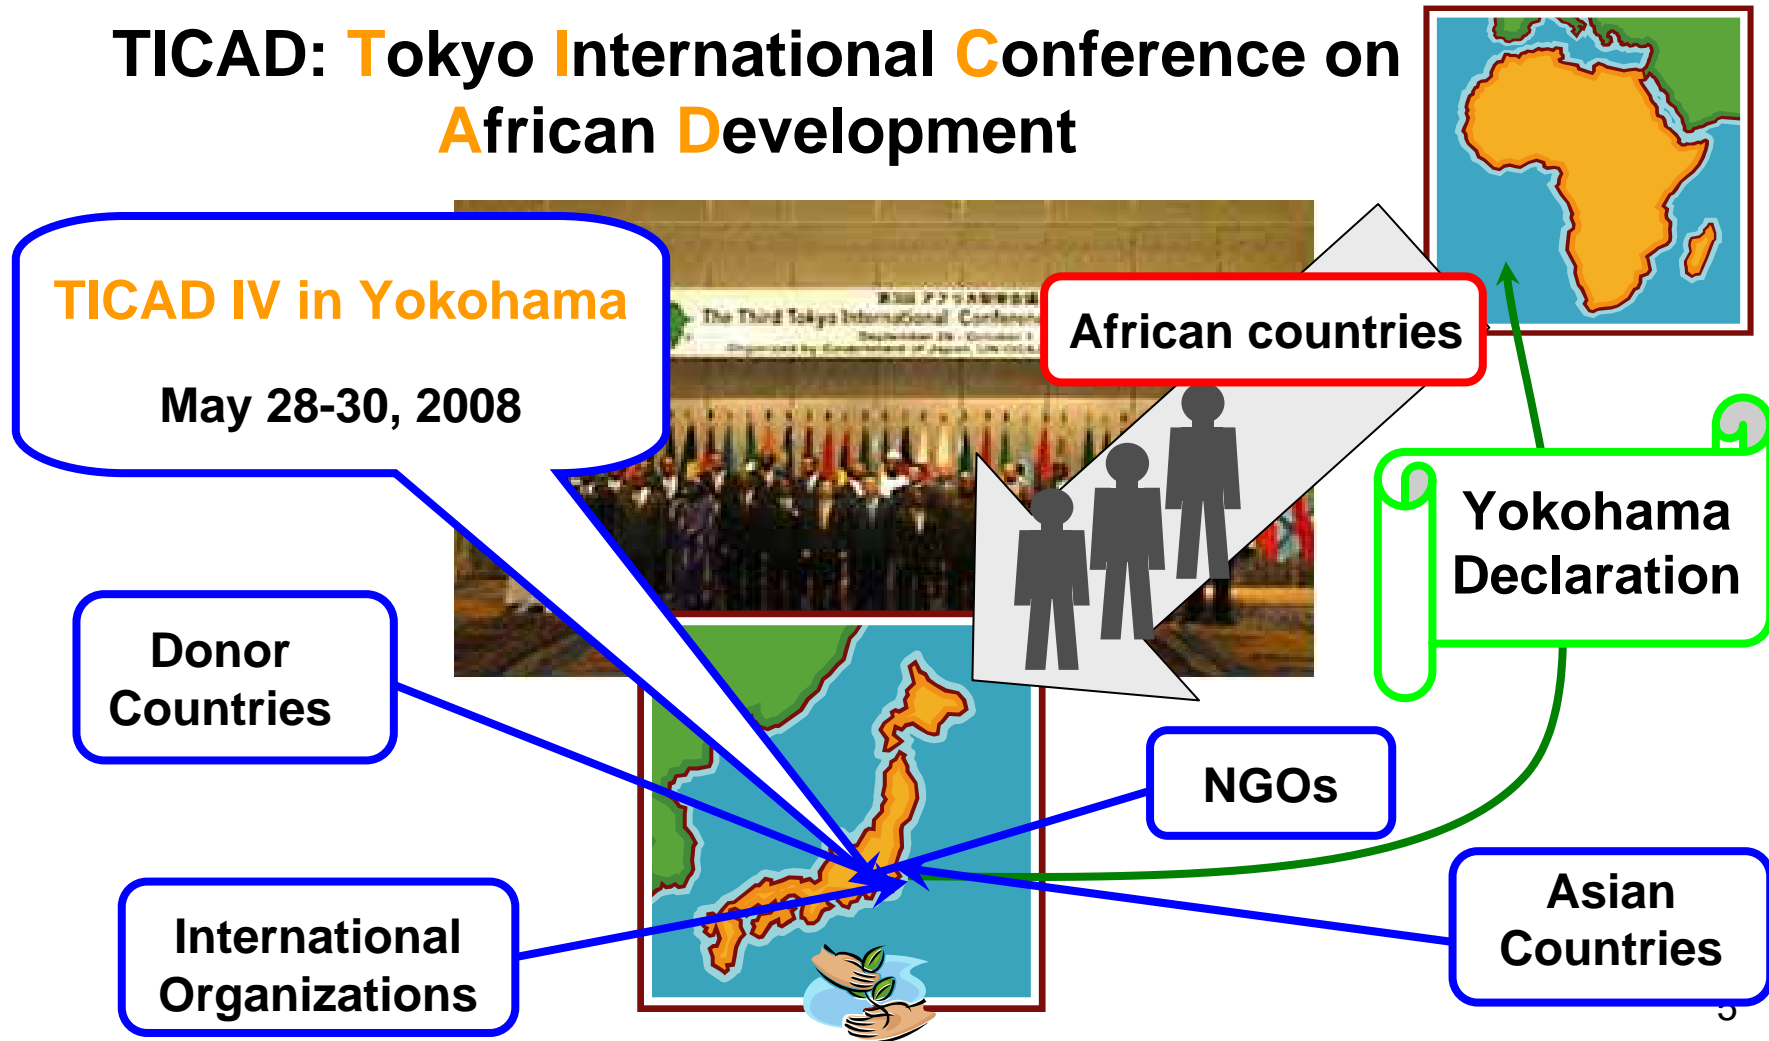 TICAD: Tokyo International Conference on
African Development
TICAD IV in Yokohama
May 28-30, 2008
The Third Tokyo International Conference
African countries
Yokohama
Declaration
Donor
Countries
NGOs
International
Organizations
Asian
Countries
5